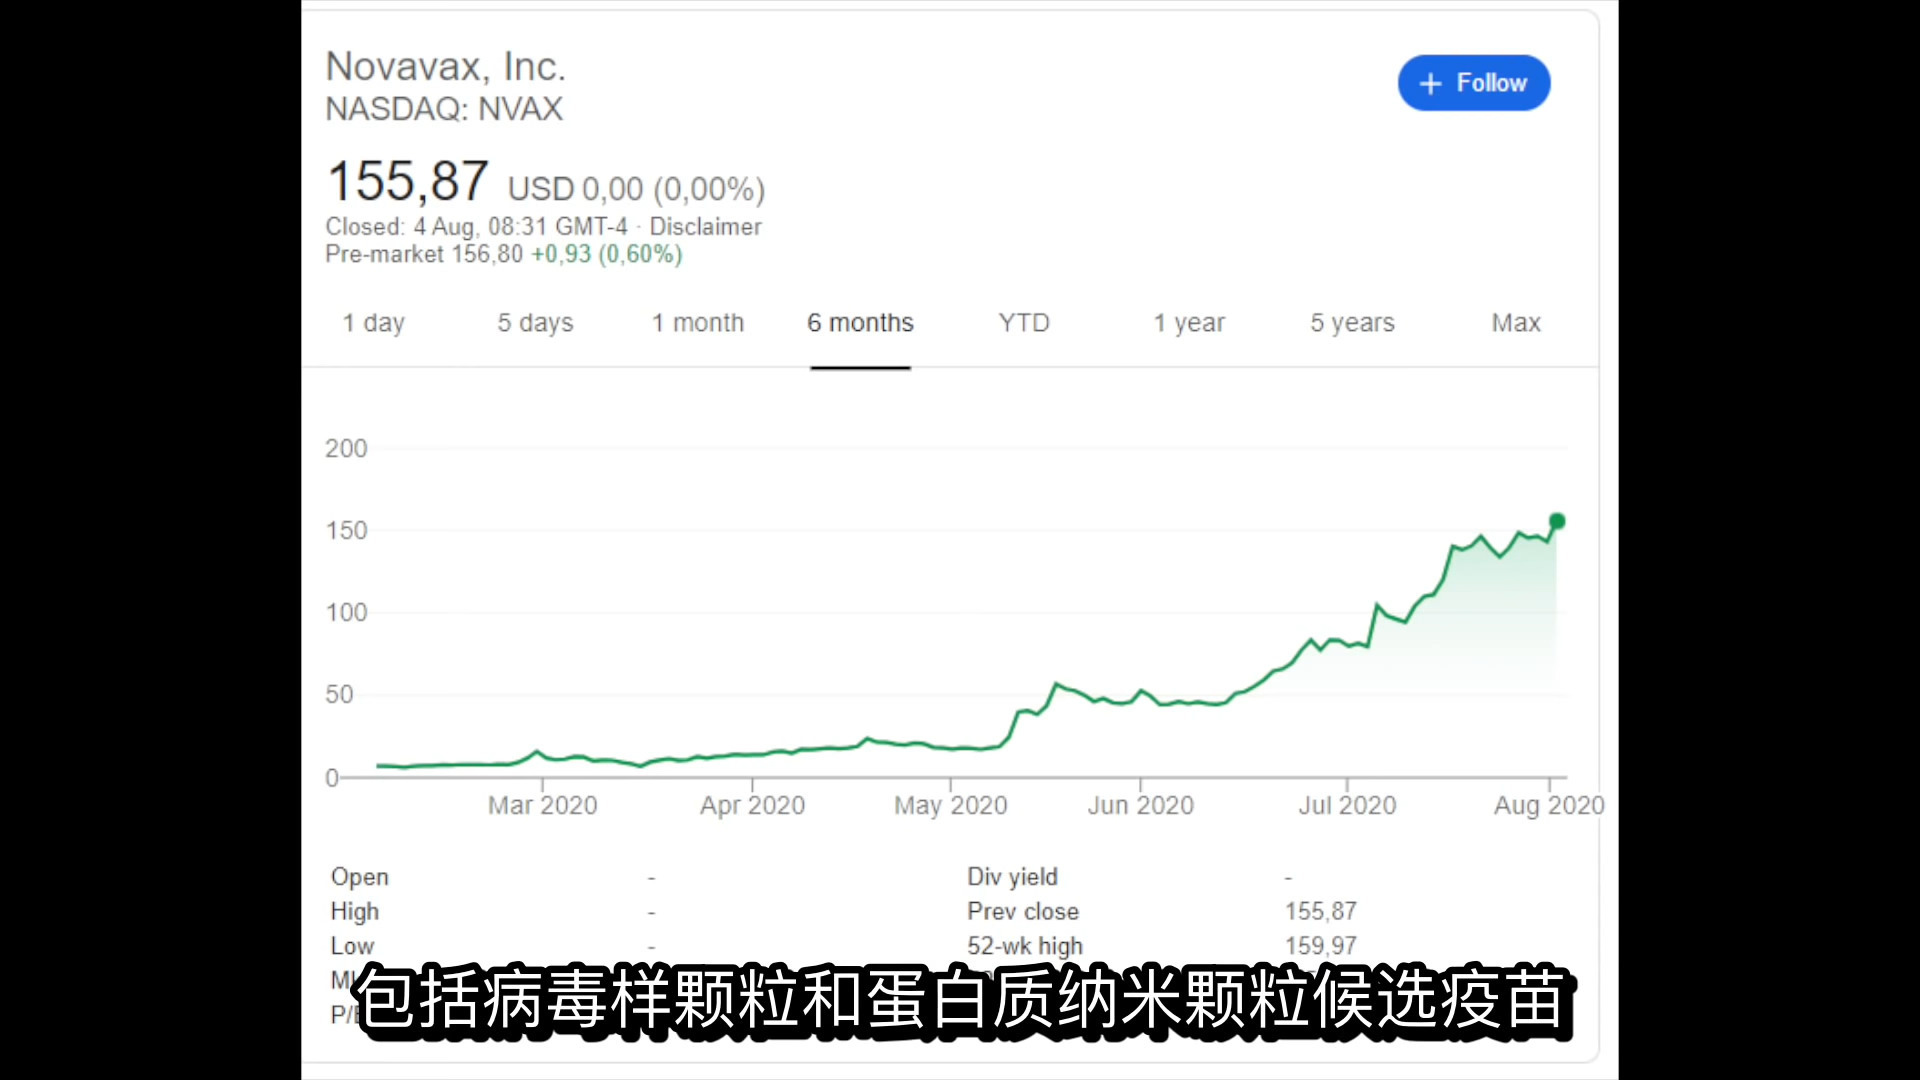 Novavax, Inc.
NASDAQ: NVAX
+ Follow
155,87 USD 0,00 (0,00%)
Closed: 4 Aug, 08:31 GMT-4 · Disclaimer
Pre-market 156,80 +0,93 (0,60%)
1 day 5 days 1 month 6 months YTD 1 year 5 years Max
200
150
100
50
0
Mar 2020 Apr 2020 May 2020 Jun 2020 Jul 2020 Aug 2020
Open - Div yield -
High - Prev close 155,87
Low - 52-wk high 159,97
包括病毒样颗粒和蛋白质纳米颗粒候选疫苗